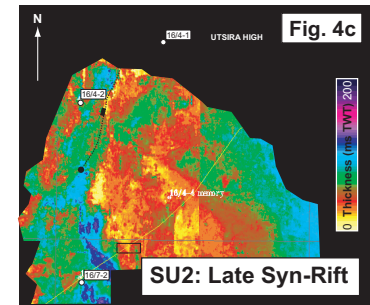 N
16/4-1
UTSIRA HIGH
Fig. 4c
16/4-2
0 Thickness (ms TWT) 200
16/4-4 memory
SU2: Late Syn-Rift
16/7-2